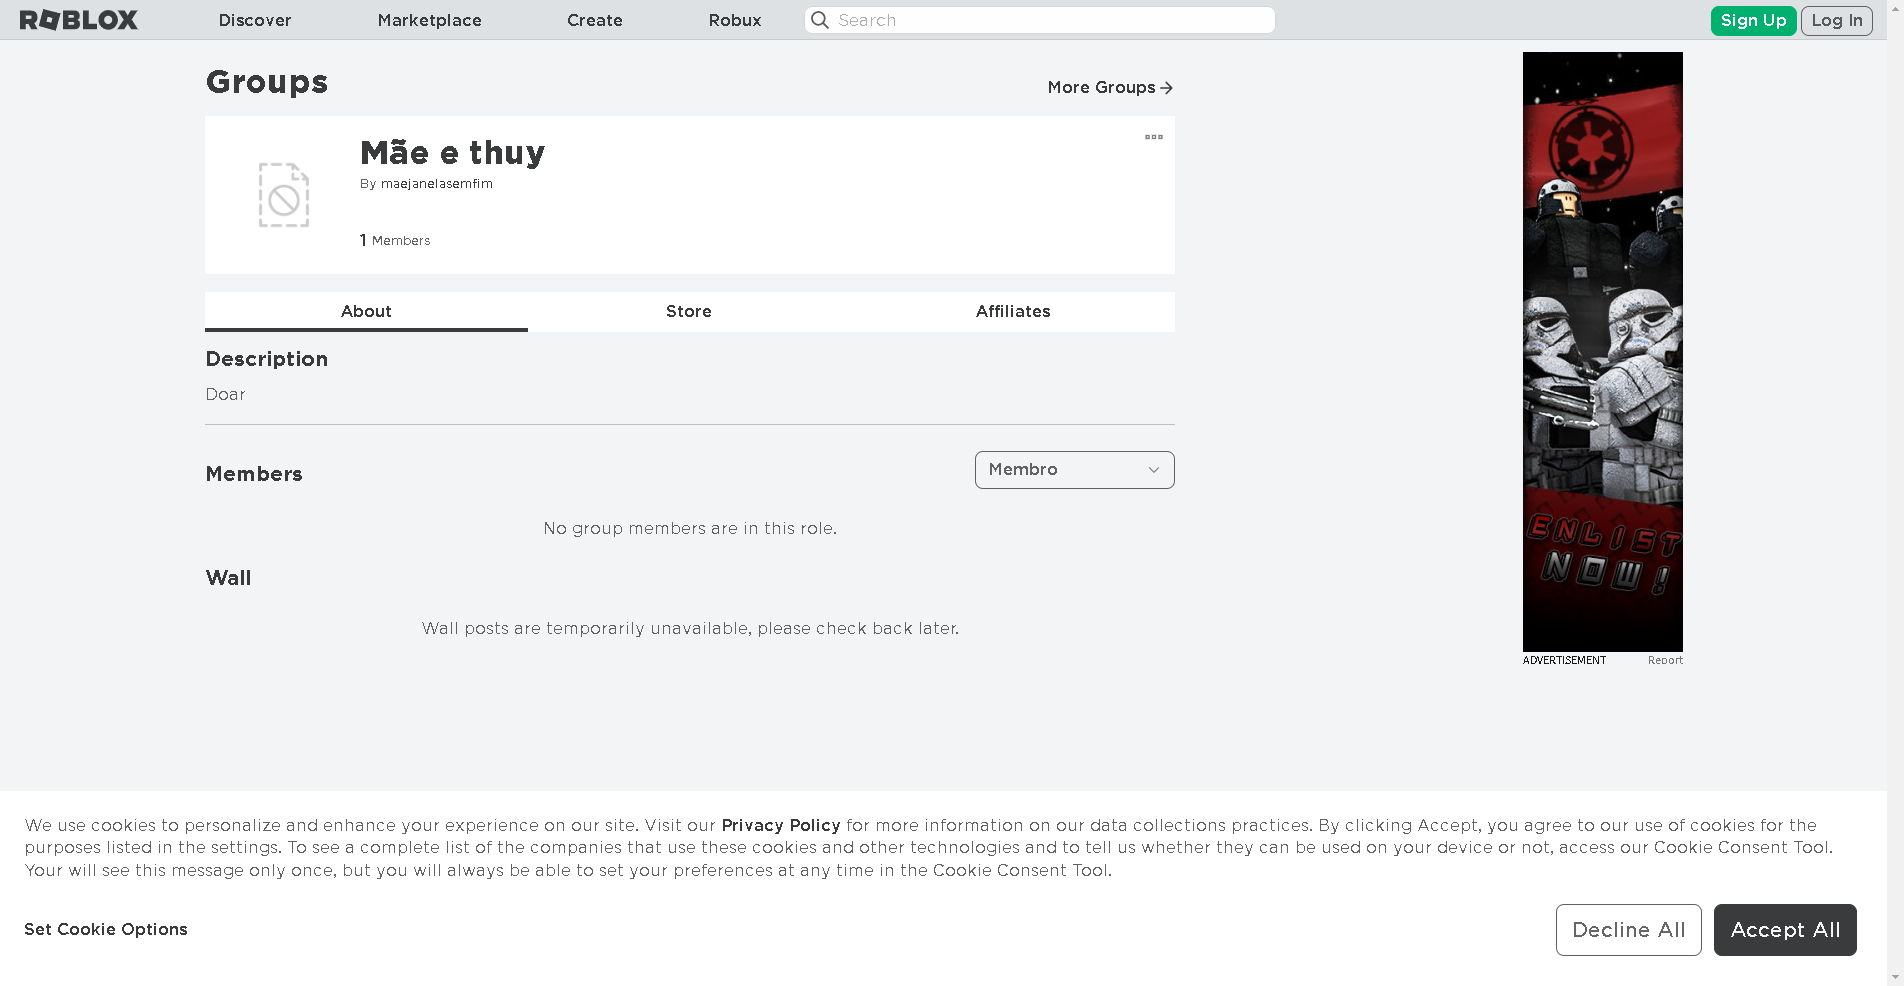 ROBLOX Discover Marketplace Create Robux Search Sign Up Log In
Groups
More Groups
Mãe e thuy
By maejanelasemfim
1 Members
About Store Affiliates
Description
Doar
Members
Membro
No group members are in this role.
Wall
Wall posts are temporarily unavailable, please check back later.
ENLIST
NOW!
ADVERTISEMENT Report
We use cookies to personalize and enhance your experience on our site. Visit our Privacy Policy for more information on our data collections practices. By clicking Accept, you agree to our use of cookies for the
purposes listed in the settings. To see a complete list of the companies that use these cookies and other technologies and to tell us whether they can be used on your device or not, access our Cookie Consent Tool.
Your will see this message only once, but you will always be able to set your preferences at any time in the Cookie Consent Tool.
Set Cookie Options
Decline All
Accept All